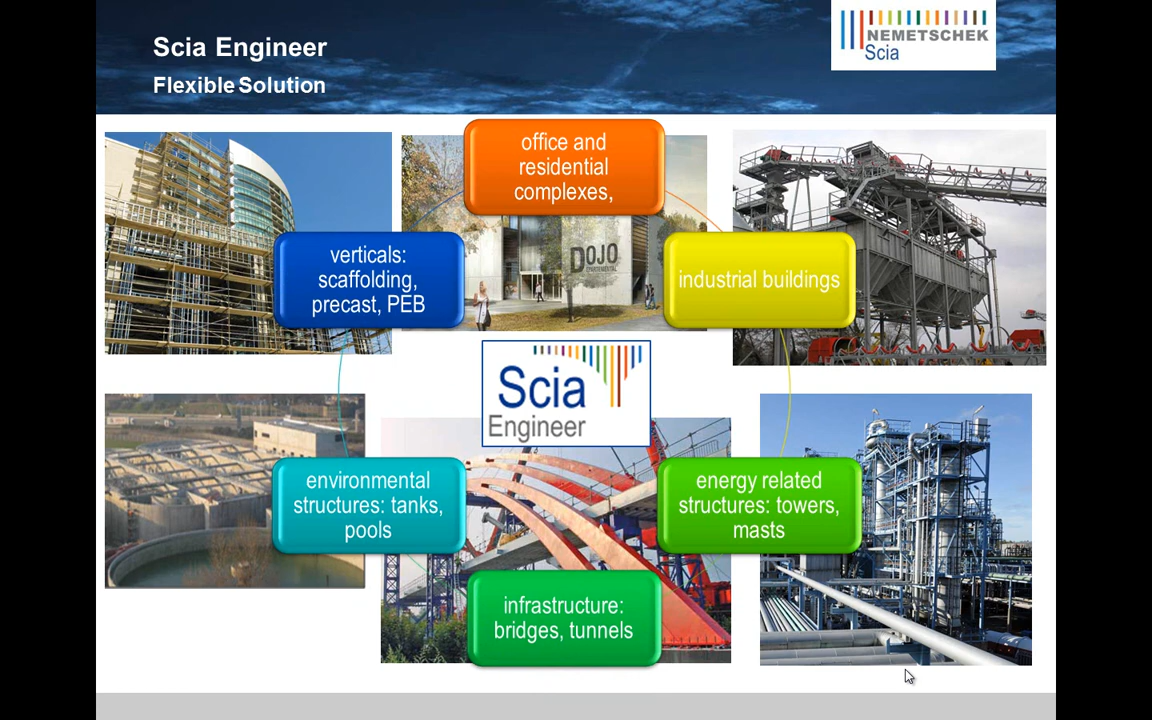 Scia Engineer
Flexible Solution
NEMETSCHEK
Scia
office and
residential
complexes,
verticals:
scaffolding,
precast, PEB
DOJO
industrial buildings
Scia
Engineer
environmental
structures: tanks,
pools
energy related
structures: towers,
masts
infrastructure:
bridges, tunnels